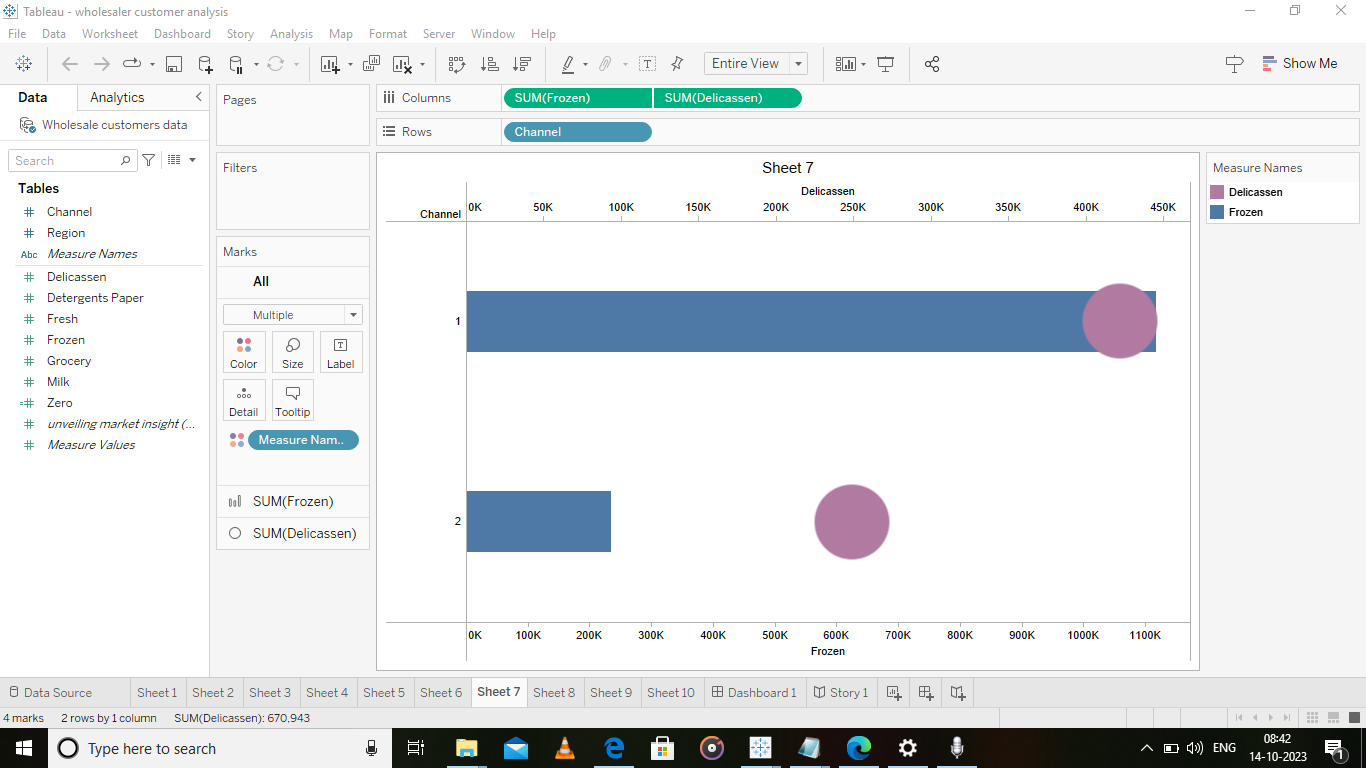 Tableau - wholesaler customer analysis
File Data Worksheet Dashboard Story Analysis Map Format Server Window Help
Entire View
Show Me
Data Analytics
Wholesale customers data
Search
Tables
Channel
Region
Abc Measure Names
Delicassen
Detergents Paper
Fresh
Frozen
Grocery
Milk
Zero
unveiling market insight (...
Measure Values
Pages
Filters
Marks
All
Multiple
Color Size Label
Detail Tooltip
Measure Nam..
SUM(Frozen)
SUM(Delicassen)
Columns SUM(Frozen) SUM(Delicassen)
Rows Channel
Sheet 7
Delicassen
Channel 0K 50K 100K 150K 200K 250K 300K 350K 400K 450K
1
2
0K 100K 200K 300K 400K 500K 600K 700K 800K 900K 1000K 1100K
Frozen
Measure Names
Delicassen
Frozen
Data Source Sheet 1 Sheet 2 Sheet 3 Sheet 4 Sheet 5 Sheet 6 Sheet 7 Sheet 8 Sheet 9 Sheet 10 Dashboard 1 Story 1
4 marks 2 rows by 1 column SUM(Delicassen): 670,943
Type here to search
ENG
08:42
14-10-2023
1